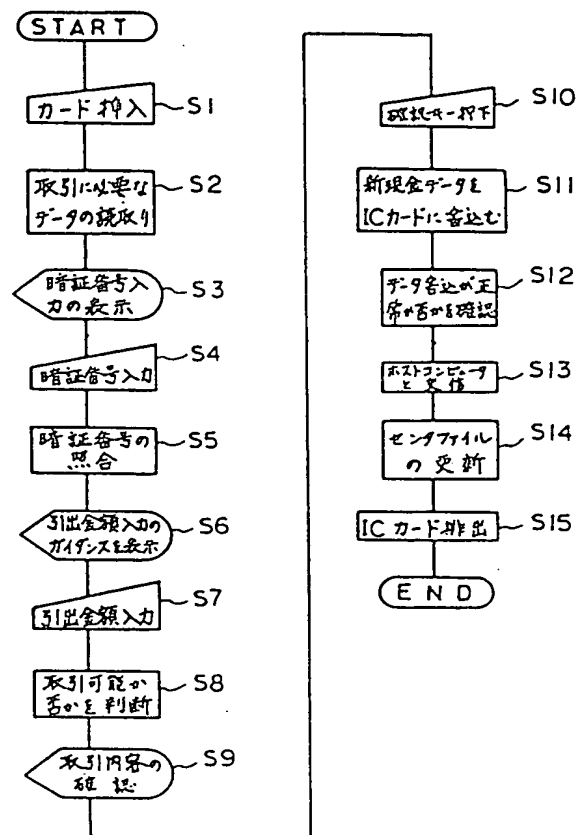 START
カード挿入
S1
取引に必要な
データの読取り
S2
暗証番号入
力の表示
S3
暗証番号入力
S4
暗証番号の
照合
S5
引出金額入力の
ガイダンスを表示
S6
引出金額入力
S7
取引可能か
否かを判断
S8
取引内容の
確認
S9
確認キー押下
S10
新現金データを
ICカードに書込む
S11
データ書込が正
常か否かを確認
S12
ホストコンピュータ
と交信
S13
センタファイル
の更新
S14
ICカード排出
S15
END